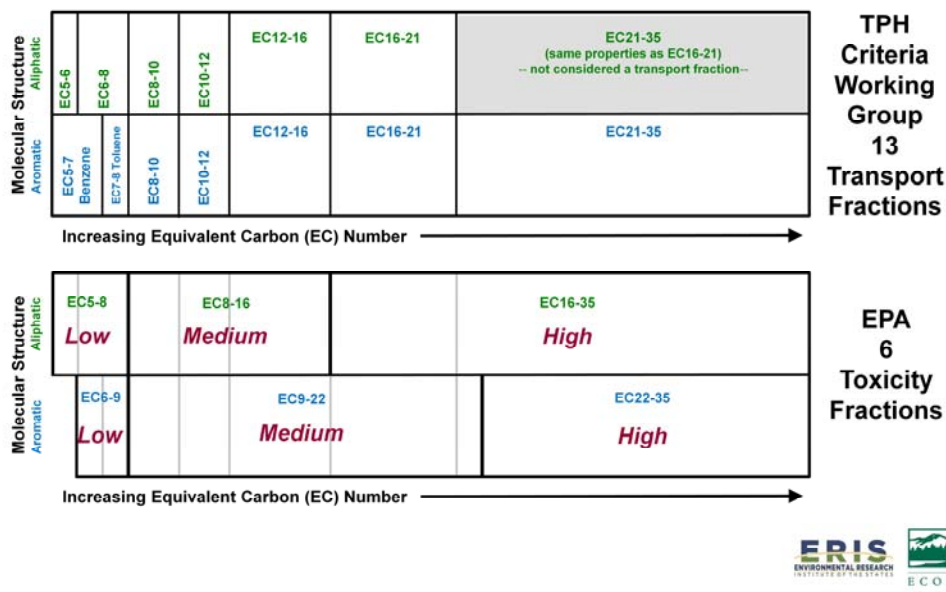 TPH
Criteria
Working
Group
13
Transport
Fractions
Molecular Structure
Aliphatic
EC5-6
EC6-8
EC8-10
EC10-12
EC12-16
EC16-21
EC21-35
(same properties as EC16-21)
-- not considered a transport fraction--
Aromatic
EC5-7
Benzene
EC7-8 Toluene
EC8-10
EC10-12
EC12-16
EC16-21
EC21-35
Increasing Equivalent Carbon (EC) Number
EPA
6
Toxicity
Fractions
Molecular Structure
Aliphatic
EC5-8
Low
EC8-16
Medium
EC16-35
High
Aromatic
EC6-9
Low
EC9-22
Medium
EC22-35
High
Increasing Equivalent Carbon (EC) Number
ERIS
ENVIRONMENTAL RESEARCH
INSTITUTE OF THE STATES
ECO